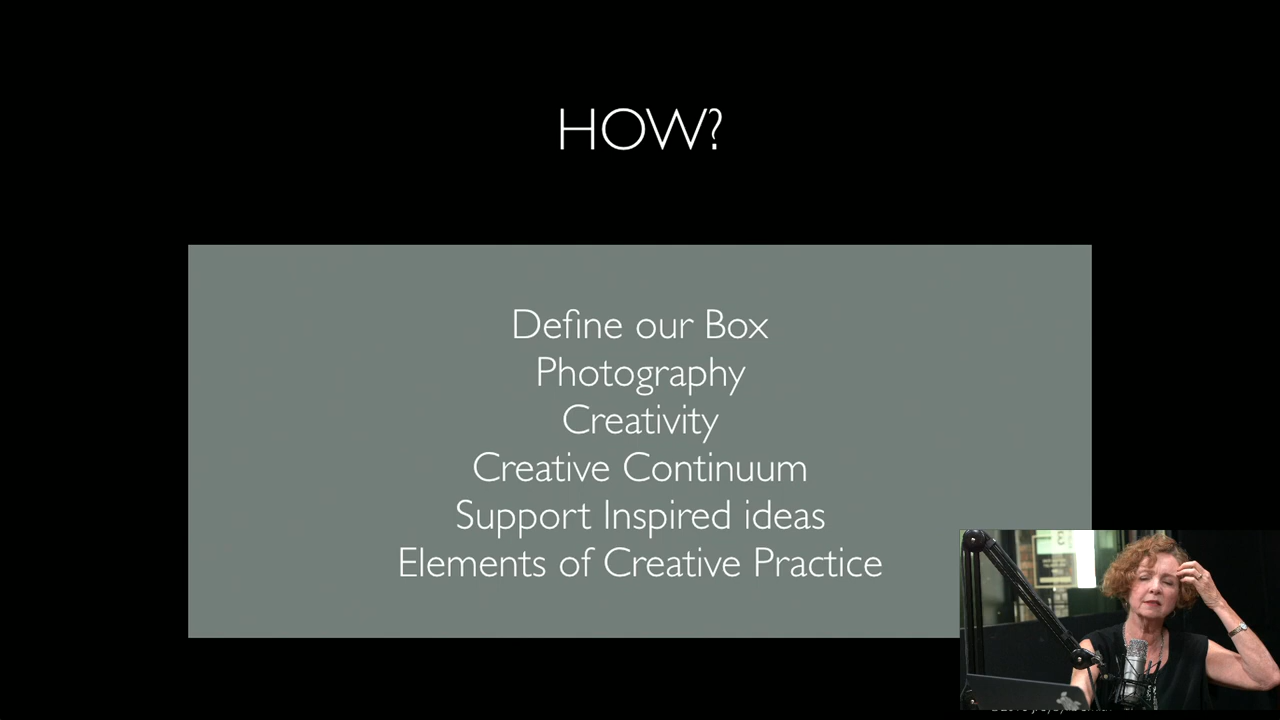 HOW?
Define our Box
Photography
Creativity
Creative Continuum
Support Inspired ideas
Elements of Creative Practice